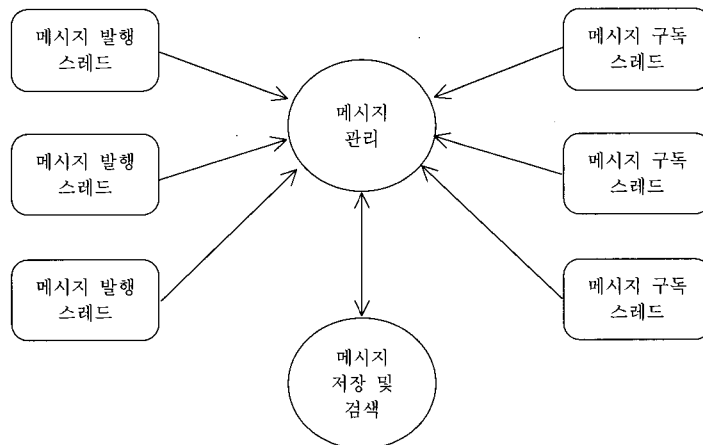 메시지 발행
스레드
메시지 구독
스레드
메시지
관리
메시지 발행
스레드
메시지 구독
스레드
메시지 발행
스레드
메시지 구독
스레드
메시지
저장 및
검색